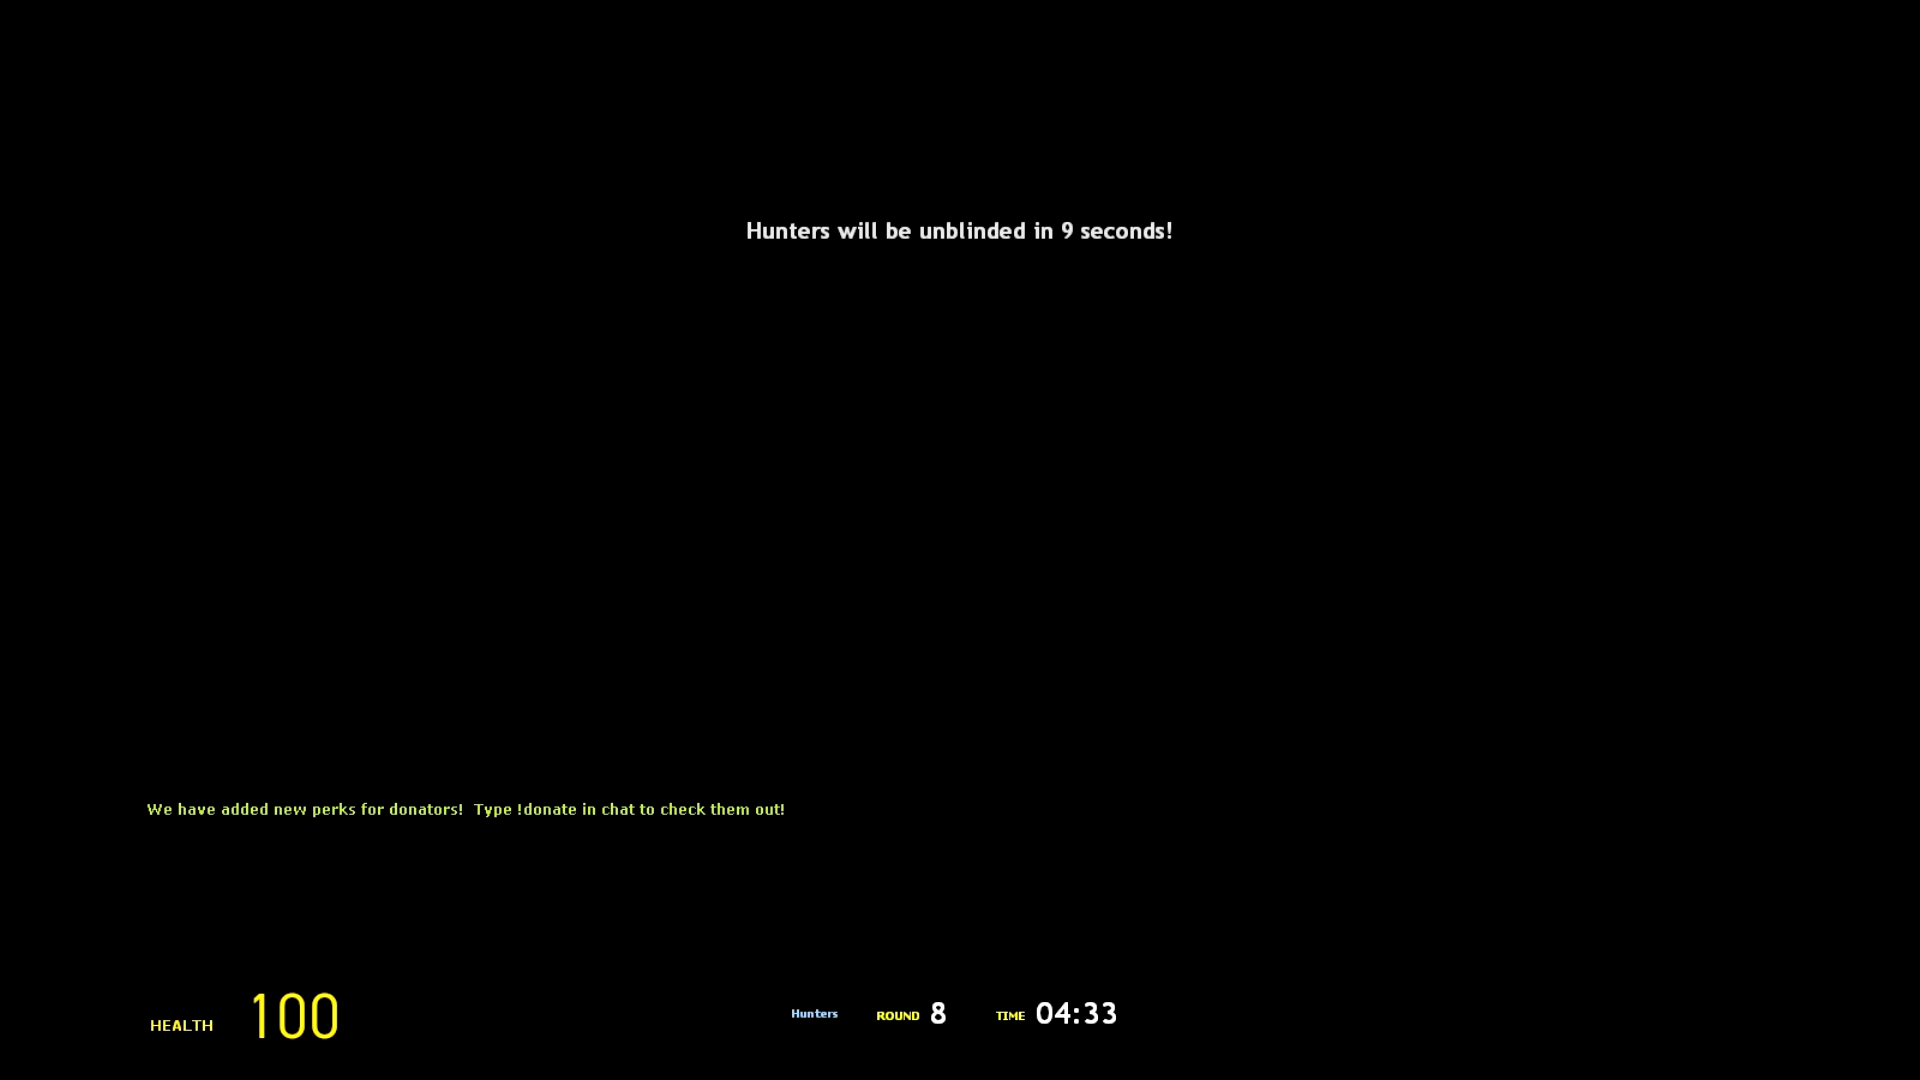 Hunters will be unblinded in 9 seconds!
We have added new perks for donators!  Type !donate in chat to check them out!
HEALTH 100 Hunters ROUND 8 TIME 04:33